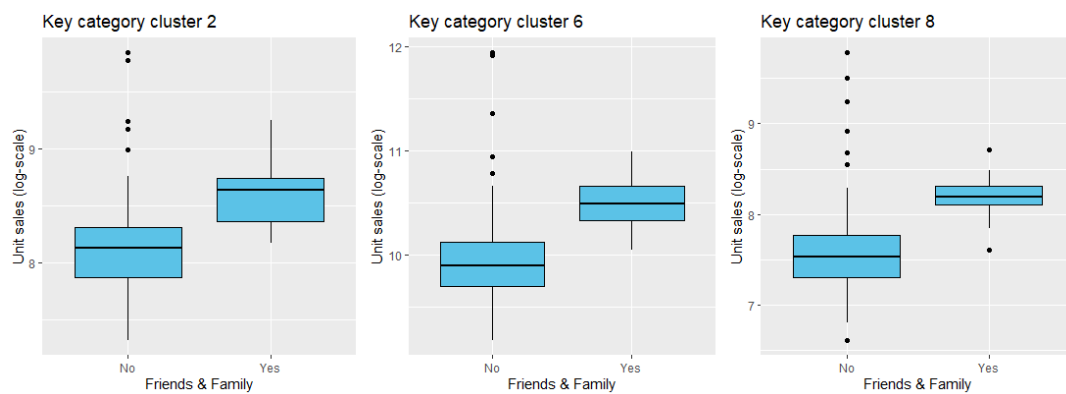 Key category cluster 2
Unit sales (log-scale)
9
8
No
Yes
Friends & Family
Key category cluster 6
Unit sales (log-scale)
12
11
10
No
Yes
Friends & Family
Key category cluster 8
Unit sales (log-scale)
9
8
7
No
Yes
Friends & Family